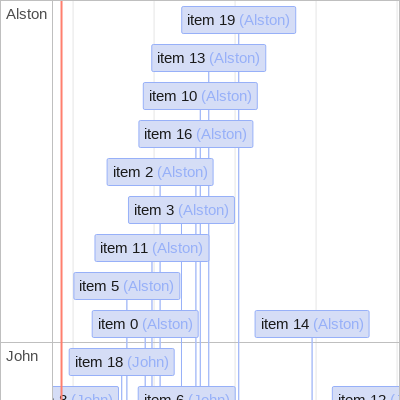 Alston
item 19 (Alston)
item 13 (Alston)
item 10 (Alston)
item 16 (Alston)
item 2 (Alston)
item 3 (Alston)
item 11 (Alston)
item 5 (Alston)
item 0 (Alston)
item 14 (Alston)
John
item 18 (John)
(John)
item 6 (John)
item 12